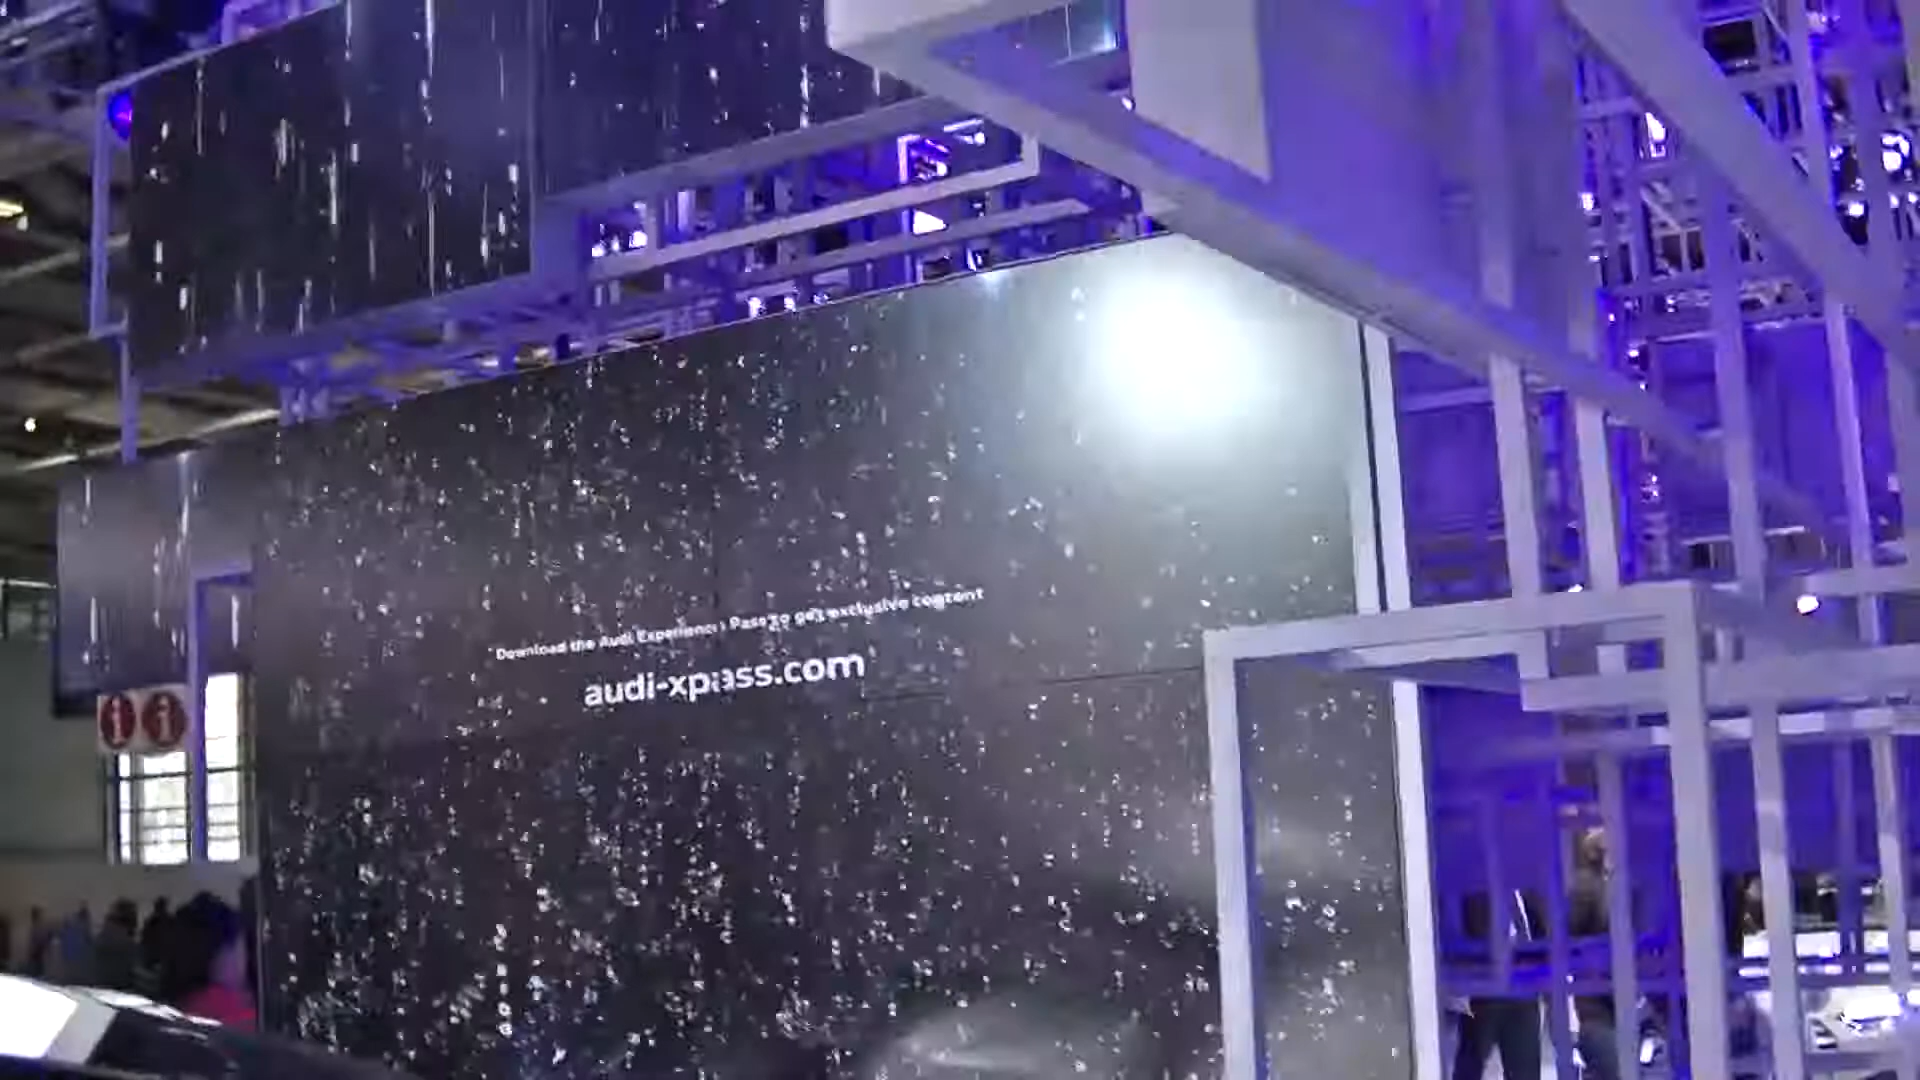 Download the Audi Experience Pass to get exclusive content
audi-xpass.com
i i